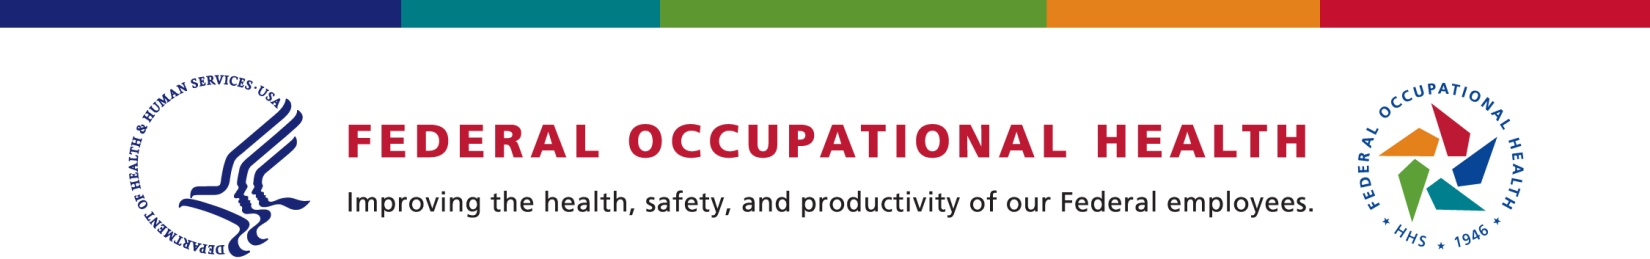 DEPARTMENT OF HEALTH & HUMAN SERVICES · USA
FEDERAL OCCUPATIONAL HEALTH
Improving the health, safety, and productivity of our Federal employees.
FEDERAL OCCUPATIONAL HEALTH
★ HHS ★ 1946 ★